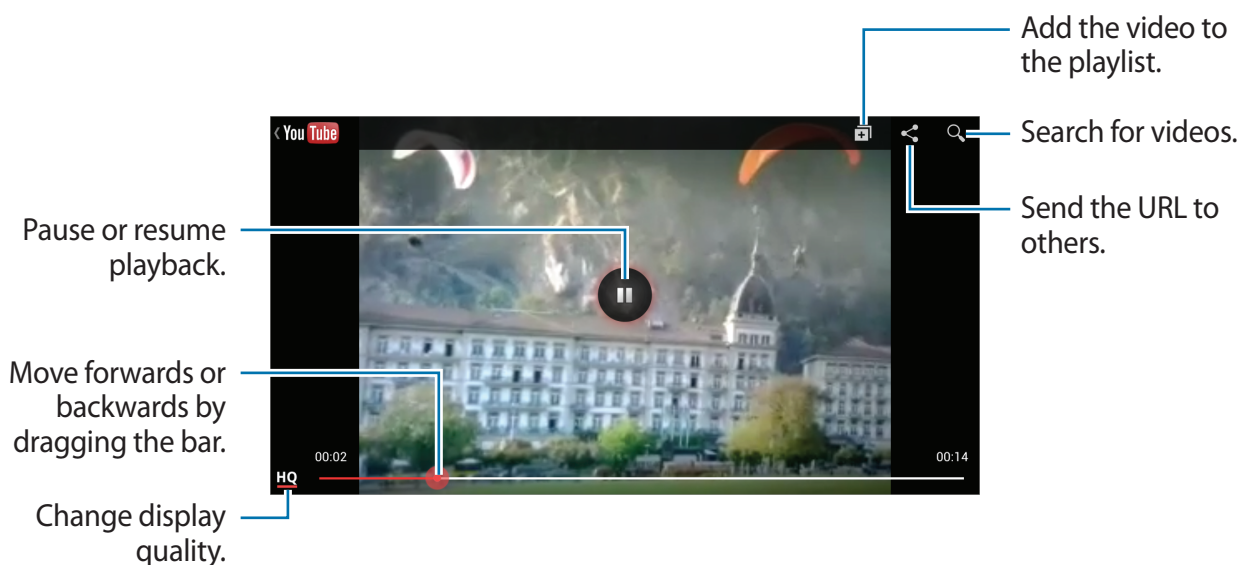 Add the video to
the playlist.
You Tube
Search for videos.
Send the URL to
others.
Pause or resume
playback.
Move forwards or
backwards by
dragging the bar.
00:02
00:14
HQ
Change display
quality.